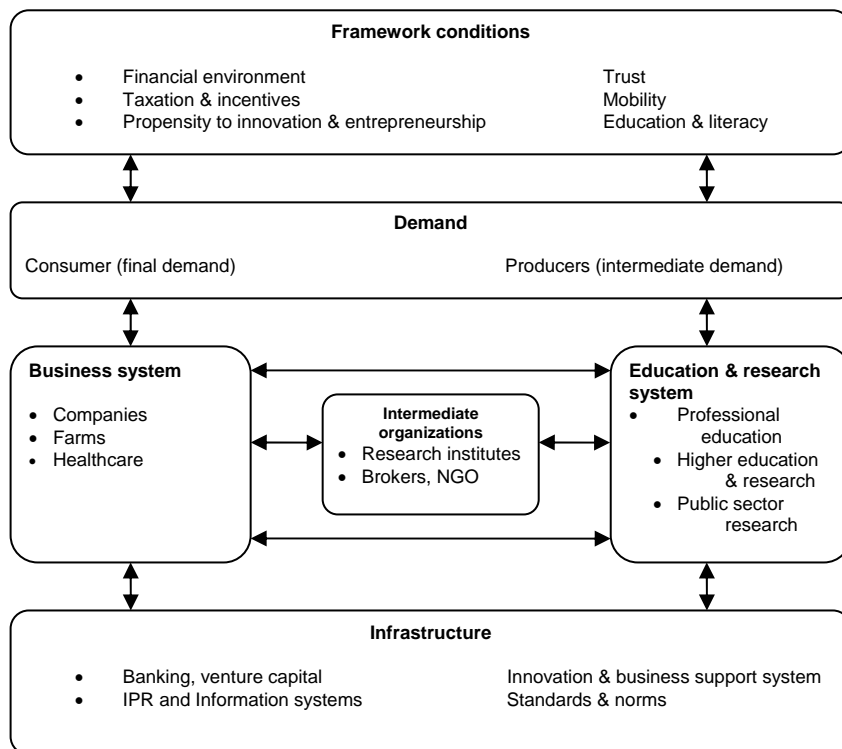 Framework conditions
• Financial environment Trust
• Taxation & incentives Mobility
• Propensity to innovation & entrepreneurship Education & literacy
Demand
Consumer (final demand) Producers (intermediate demand)
Business system
• Companies
• Farms
• Healthcare
Intermediate
organizations
• Research institutes
• Brokers, NGO
Education & research
system
• Professional
education
• Higher education
& research
• Public sector
research
Infrastructure
• Banking, venture capital Innovation & business support system
• IPR and Information systems Standards & norms